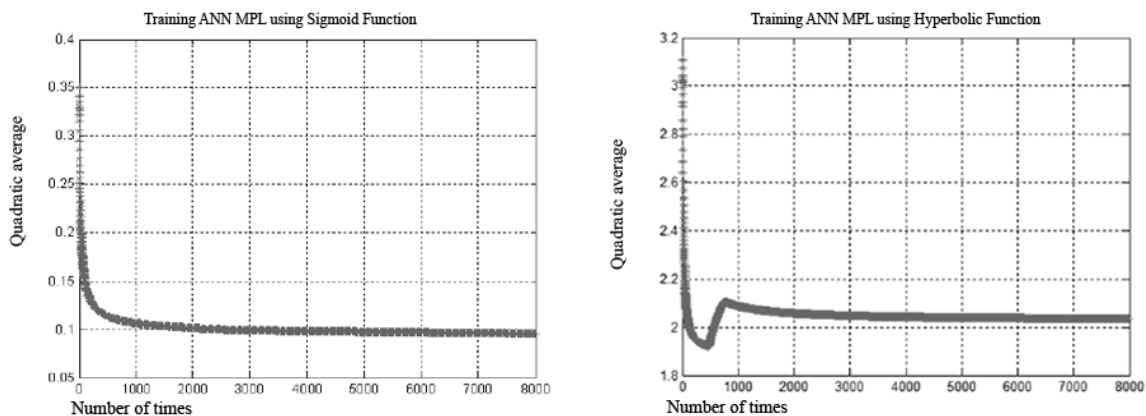 Training ANN MPL using Sigmoid Function
0.4
0.35
0.3
0.25
0.2
0.15
0.1
0.05
Quadratic average
0 1000 2000 3000 4000 5000 6000 7000 8000
Number of times
Training ANN MPL using Hyperbolic Function
3.2
3
2.8
2.6
2.4
2.2
2
1.8
Quadratic average
0 1000 2000 3000 4000 5000 6000 7000 8000
Number of times